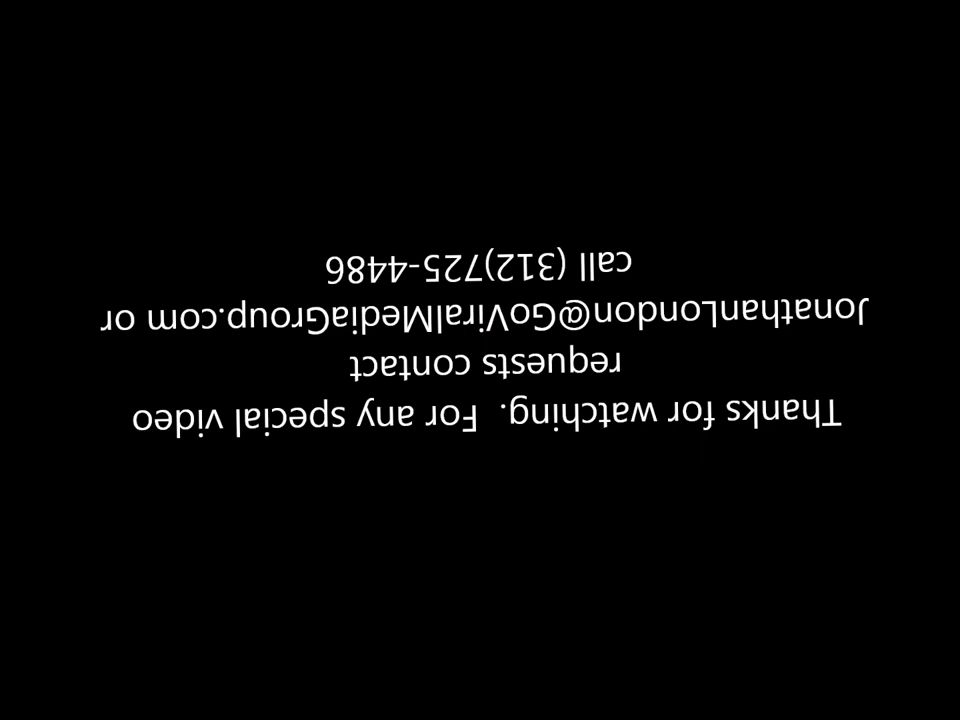 Thanks for watching.  For any special video
requests contact
JonathanLondon@GoViralMediaGroup.com or
call (312)725-4486